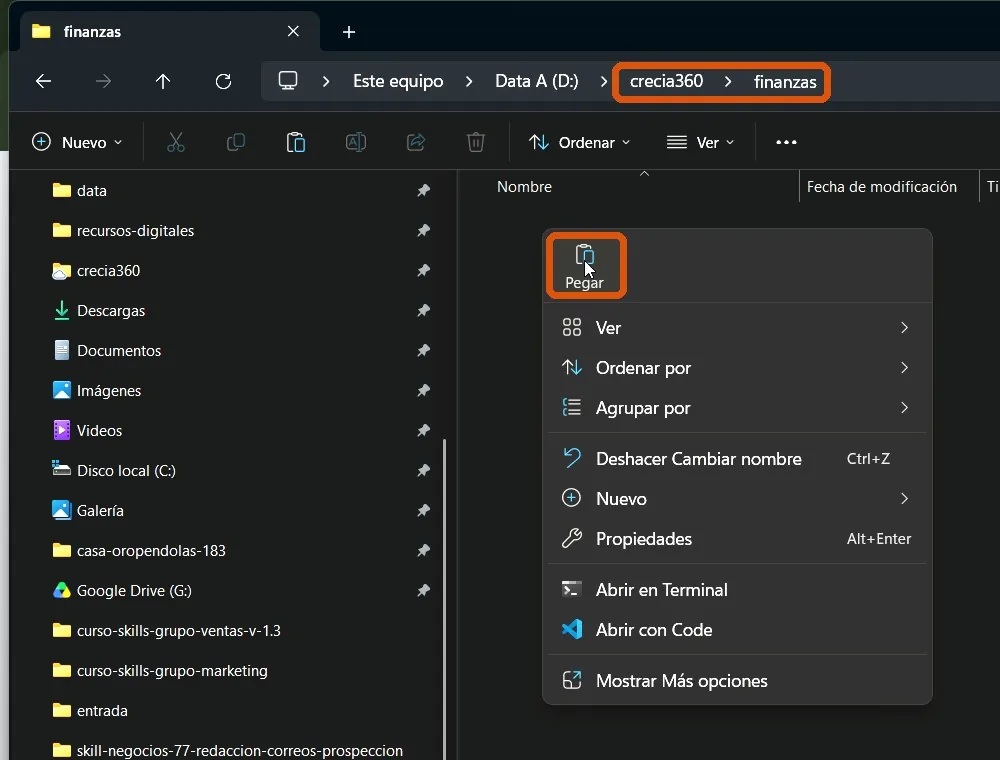 finanzas
Este equipo > Data A (D:) > crecia360 > finanzas
Nuevo
Ordenar
Ver
Nombre
Fecha de modificación
Ti
data
recursos-digitales
crecia360
Descargas
Documentos
Imágenes
Videos
Disco local (C:)
Galería
casa-oropendolas-183
Google Drive (G:)
curso-skills-grupo-ventas-v-1.3
curso-skills-grupo-marketing
entrada
skill-negocios-77-redaccion-correos-prospeccion
Pegar
Ver
Ordenar por
Agrupar por
Deshacer Cambiar nombre Ctrl+Z
Nuevo
Propiedades Alt+Enter
Abrir en Terminal
Abrir con Code
Mostrar Más opciones